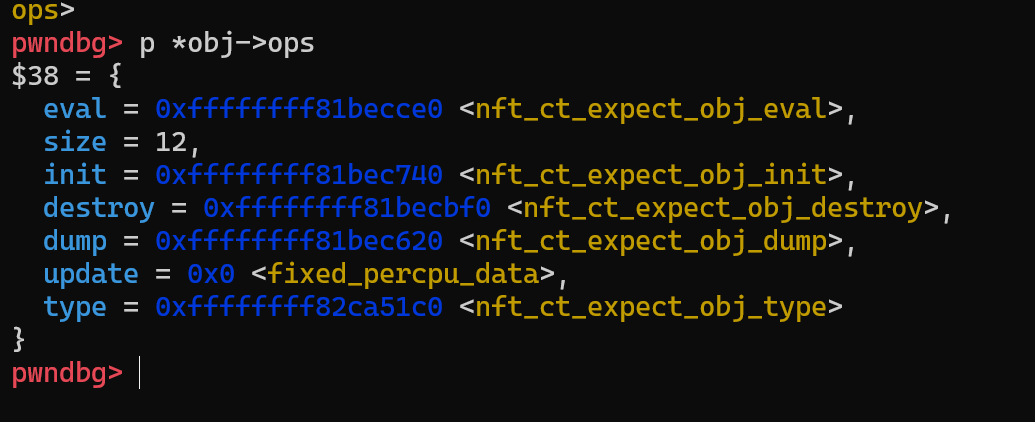 ops>
pwndbg> p *obj->ops
$38 = {
  eval = 0xffffffff81becce0 <nft_ct_expect_obj_eval>,
  size = 12,
  init = 0xffffffff81bec740 <nft_ct_expect_obj_init>,
  destroy = 0xffffffff81becbf0 <nft_ct_expect_obj_destroy>,
  dump = 0xffffffff81bec620 <nft_ct_expect_obj_dump>,
  update = 0x0 <fixed_percpu_data>,
  type = 0xffffffff82ca51c0 <nft_ct_expect_obj_type>
}
pwndbg>